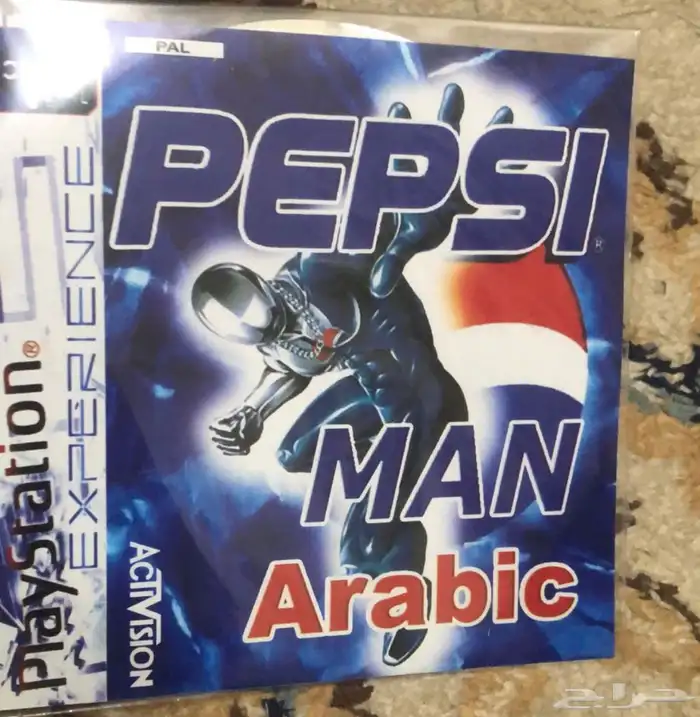 PAL
PEPSI
®
MAN
Arabic
ACTIVISION
PlayStation®
EXPERIENCE
حراج